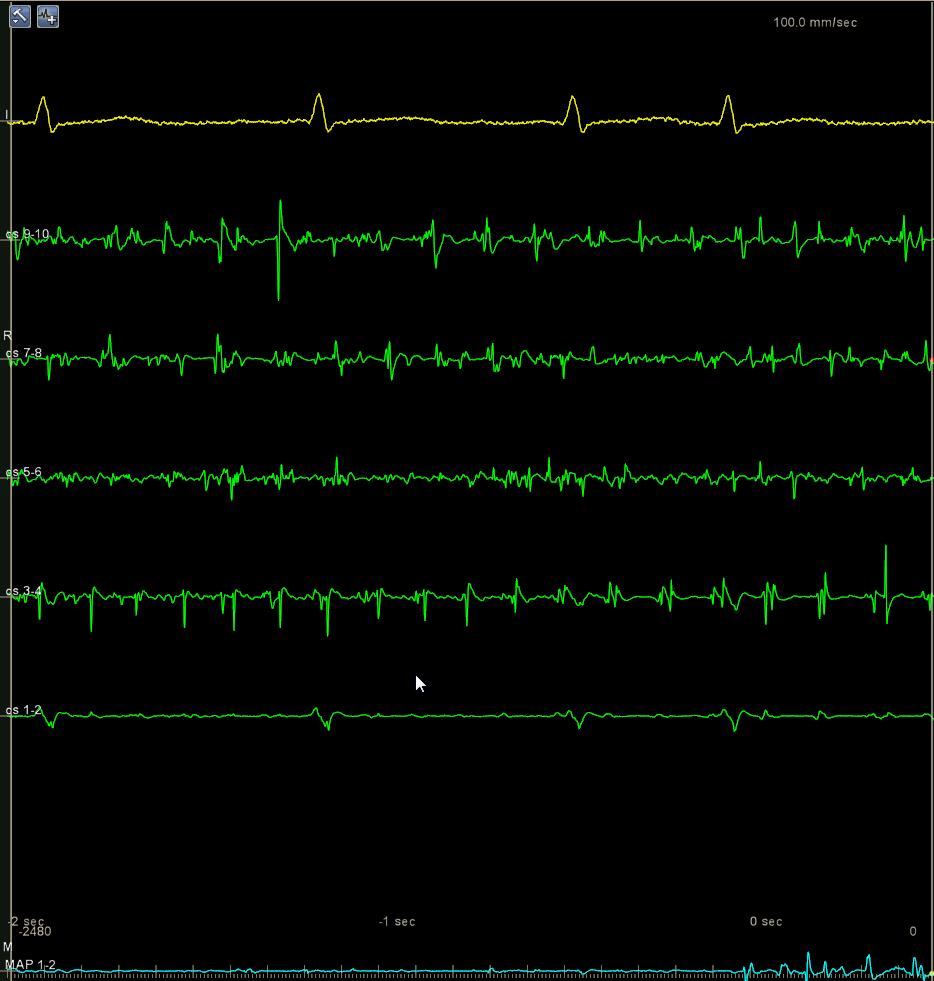 100.0 mm/sec
I
cs 9-10
R
cs 7-8
cs 5-6
cs 3-4
cs 1-2
-2 sec
-1 sec
0 sec
-2480
0
M
MAP 1-2